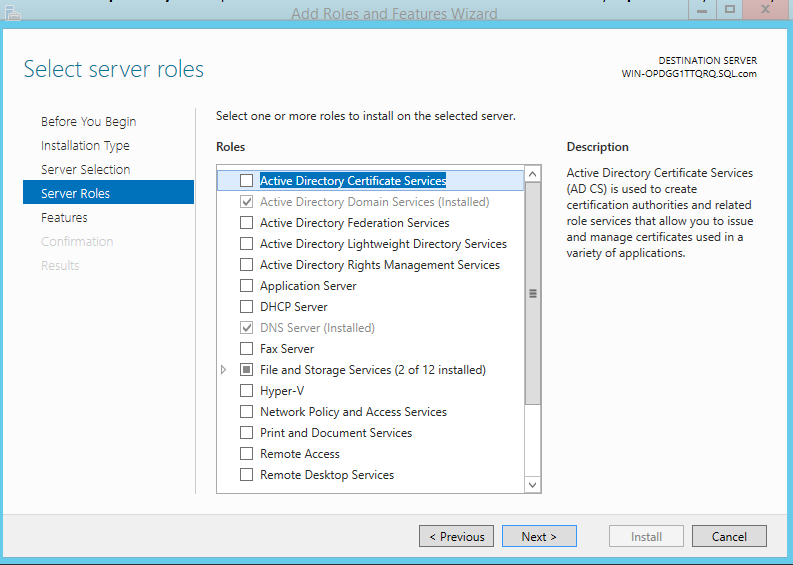 Add Roles and Features Wizard
Select server roles
DESTINATION SERVER
WIN-OPDGG1TTQRQ.SQL.com
Before You Begin
Installation Type
Server Selection
Server Roles
Features
Confirmation
Results
Select one or more roles to install on the selected server.
Roles
Active Directory Certificate Services
Active Directory Domain Services (Installed)
Active Directory Federation Services
Active Directory Lightweight Directory Services
Active Directory Rights Management Services
Application Server
DHCP Server
DNS Server (Installed)
Fax Server
File and Storage Services (2 of 12 installed)
Hyper-V
Network Policy and Access Services
Print and Document Services
Remote Access
Remote Desktop Services
Description
Active Directory Certificate Services
(AD CS) is used to create
certification authorities and related
role services that allow you to issue
and manage certificates used in a
variety of applications.
< Previous
Next >
Install
Cancel